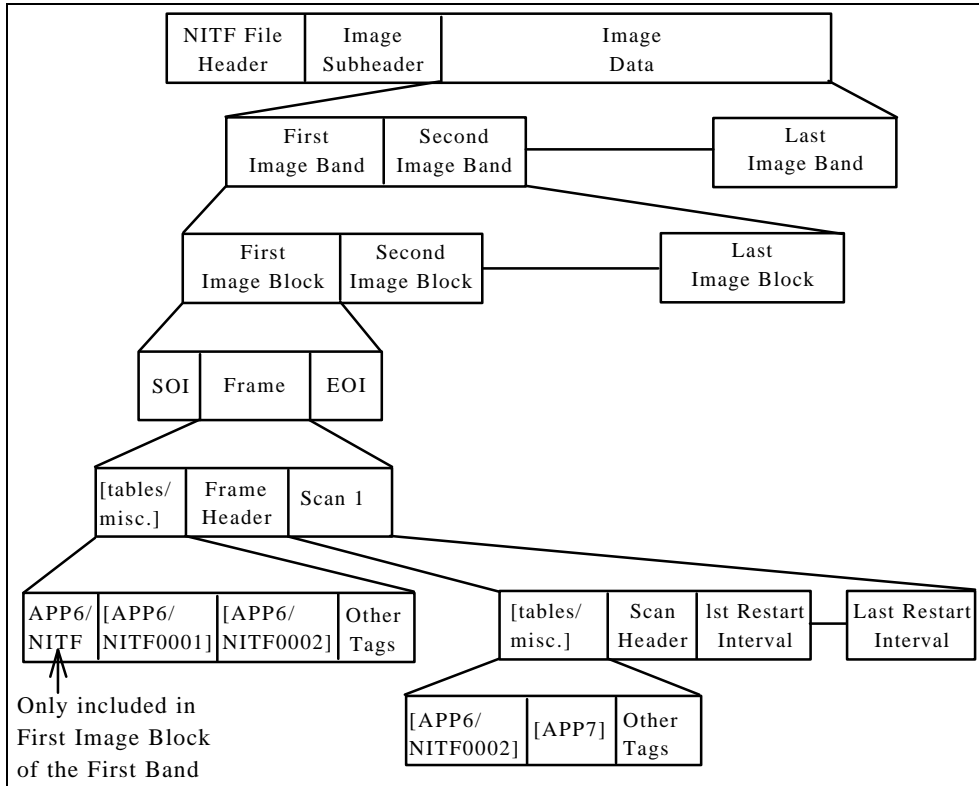 NITF File
Header
Image
Subheader
Image
Data
First
Image Band
Second
Image Band
Last
Image Band
First
Image Block
Second
Image Block
Last
Image Block
SOI
Frame
EOI
[tables/
misc.]
Frame
Header
Scan 1
APP6/
NITF
[APP6/
NITF0001]
[APP6/
NITF0002]
Other
Tags
[tables/
misc.]
Scan
Header
1st Restart
Interval
Last Restart
Interval
Only included in
First Image Block
of the First Band
[APP6/
NITF0002]
[APP7]
Other
Tags